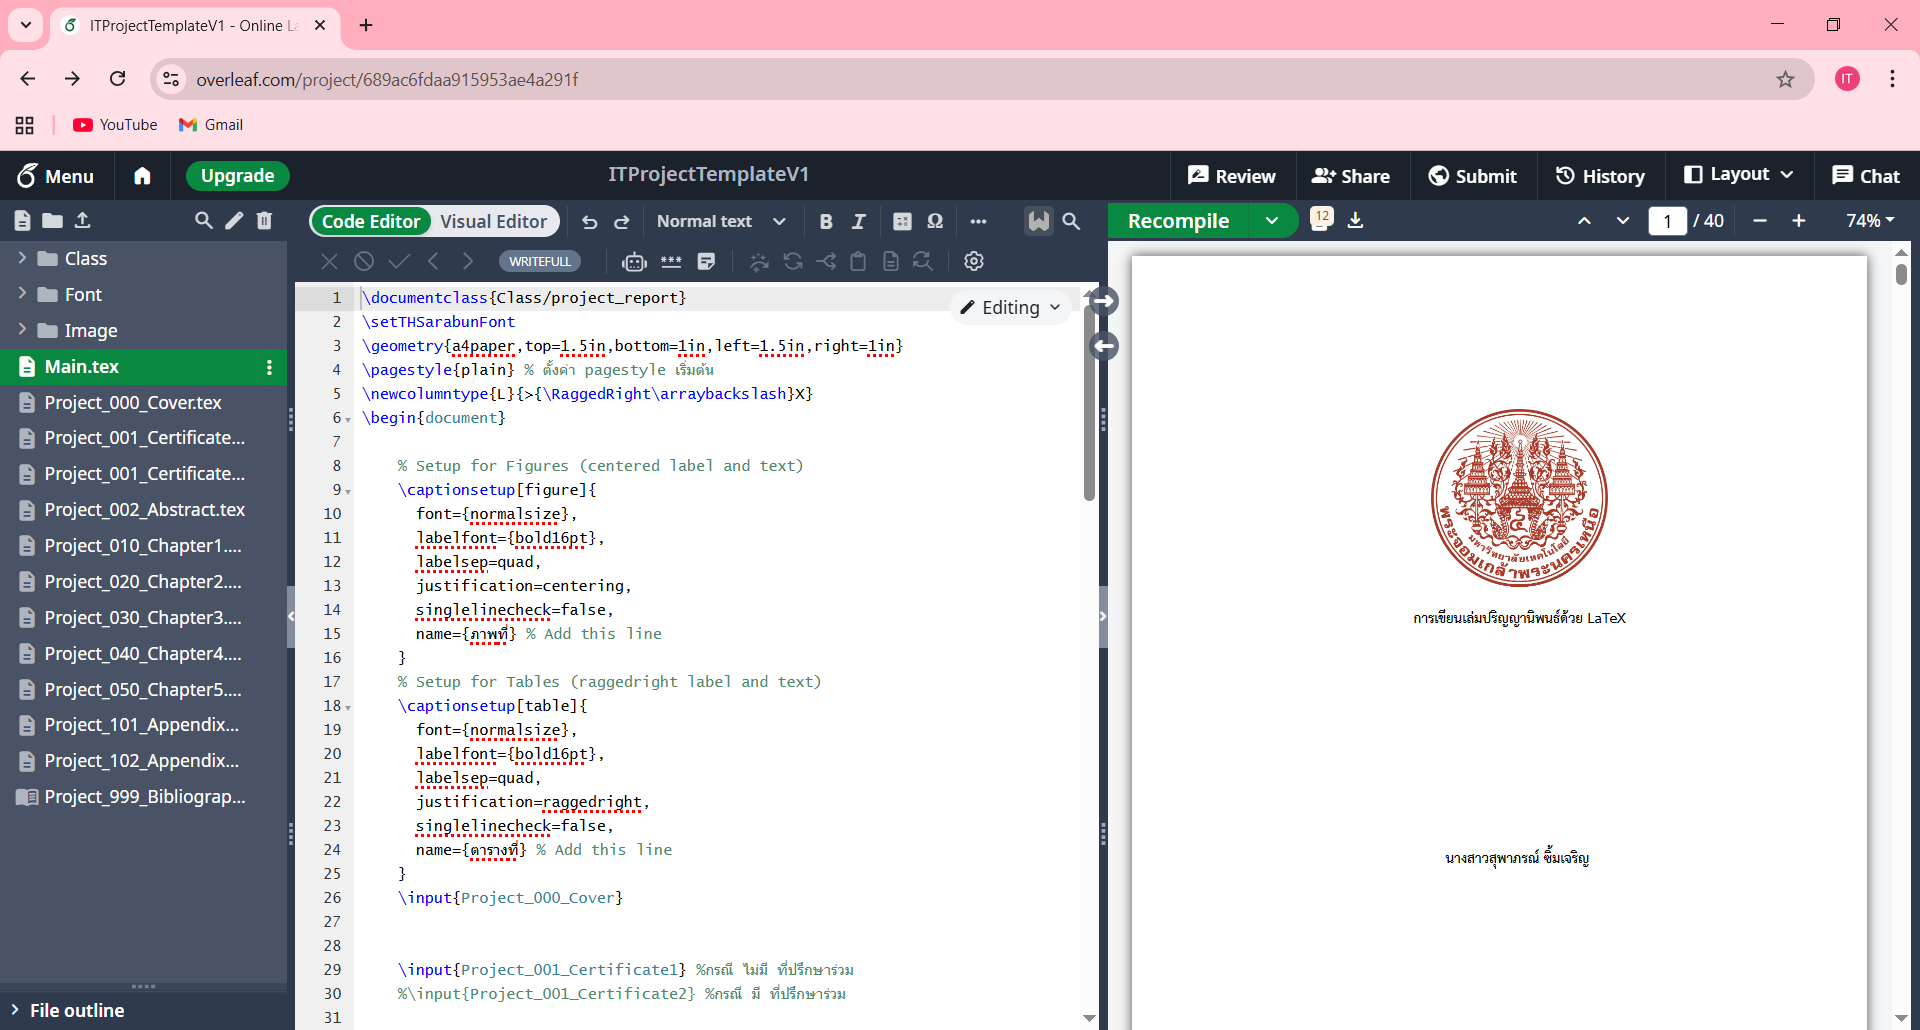 ITProjectTemplateV1 - Online La
overleaf.com/project/689ac6fdaa915953ae4a291f
IT
YouTube
Gmail
Menu
Upgrade
ITProjectTemplateV1
Review
Share
Submit
History
Layout
Chat
Code Editor
Visual Editor
Normal text
B
I
Ω
Recompile
12
1 / 40
74%
WRITEFULL
Class
Font
Image
Main.tex
Project_000_Cover.tex
Project_001_Certificate...
Project_001_Certificate...
Project_002_Abstract.tex
Project_010_Chapter1....
Project_020_Chapter2....
Project_030_Chapter3....
Project_040_Chapter4....
Project_050_Chapter5....
Project_101_Appendix...
Project_102_Appendix...
Project_999_Bibliograp...
File outline
Editing
1 \documentclass{Class/project_report}
2 \setTHSarabunFont
3 \geometry{a4paper,top=1.5in,bottom=1in,left=1.5in,right=1in}
4 \pagestyle{plain} % ตั้งค่า pagestyle เริ่มต้น
5 \newcolumntype{L}{>{\RaggedRight\arraybackslash}X}
6 \begin{document}
7
8 % Setup for Figures (centered label and text)
9 \captionsetup[figure]{
10 font={normalsize},
11 labelfont={bold16pt},
12 labelsep=quad,
13 justification=centering,
14 singlelinecheck=false,
15 name={ภาพที่} % Add this line
16 }
17 % Setup for Tables (raggedright label and text)
18 \captionsetup[table]{
19 font={normalsize},
20 labelfont={bold16pt},
21 labelsep=quad,
22 justification=raggedright,
23 singlelinecheck=false,
24 name={ตารางที่} % Add this line
25 }
26 \input{Project_000_Cover}
27
28
29 \input{Project_001_Certificate1} %กรณี ไม่มี ที่ปรึกษาร่วม
30 %\input{Project_001_Certificate2} %กรณี มี ที่ปรึกษาร่วม
31
มหาวิทยาลัยเทคโนโลยี
พระจอมเกล้าพระนครเหนือ
การเขียนเล่มปริญญานิพนธ์ด้วย LaTeX
นางสาวสุพาภรณ์ ซิ้มเจริญ